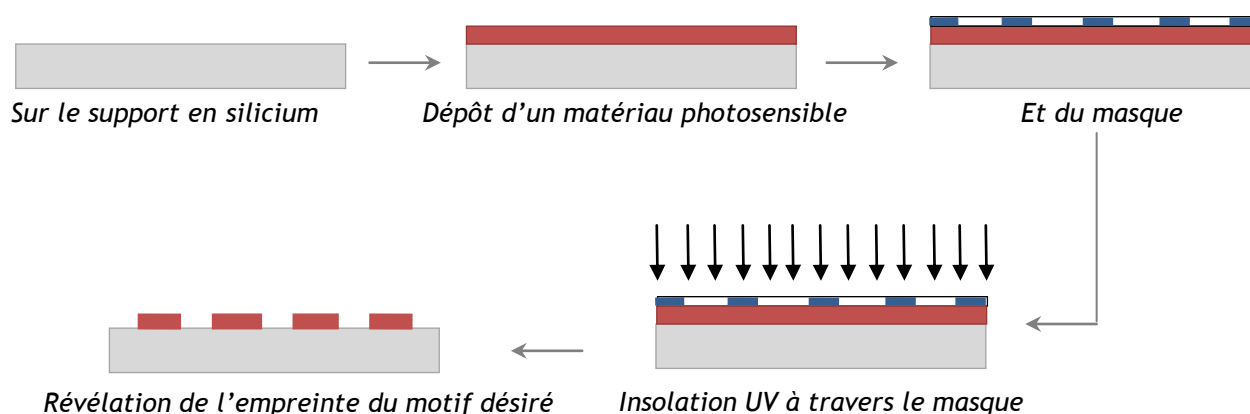 Sur le support en silicium
Dépôt d'un matériau photosensible
Et du masque
Insolation UV à travers le masque
Révélation de l'empreinte du motif désiré